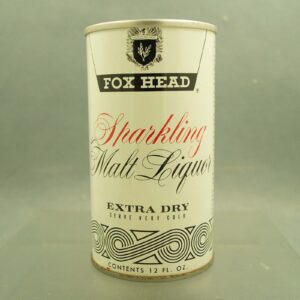 FOX HEAD
®
Sparkling
Malt Liquor
EXTRA DRY
SERVE VERY COLD
CONTENTS 12 FL. OZ.